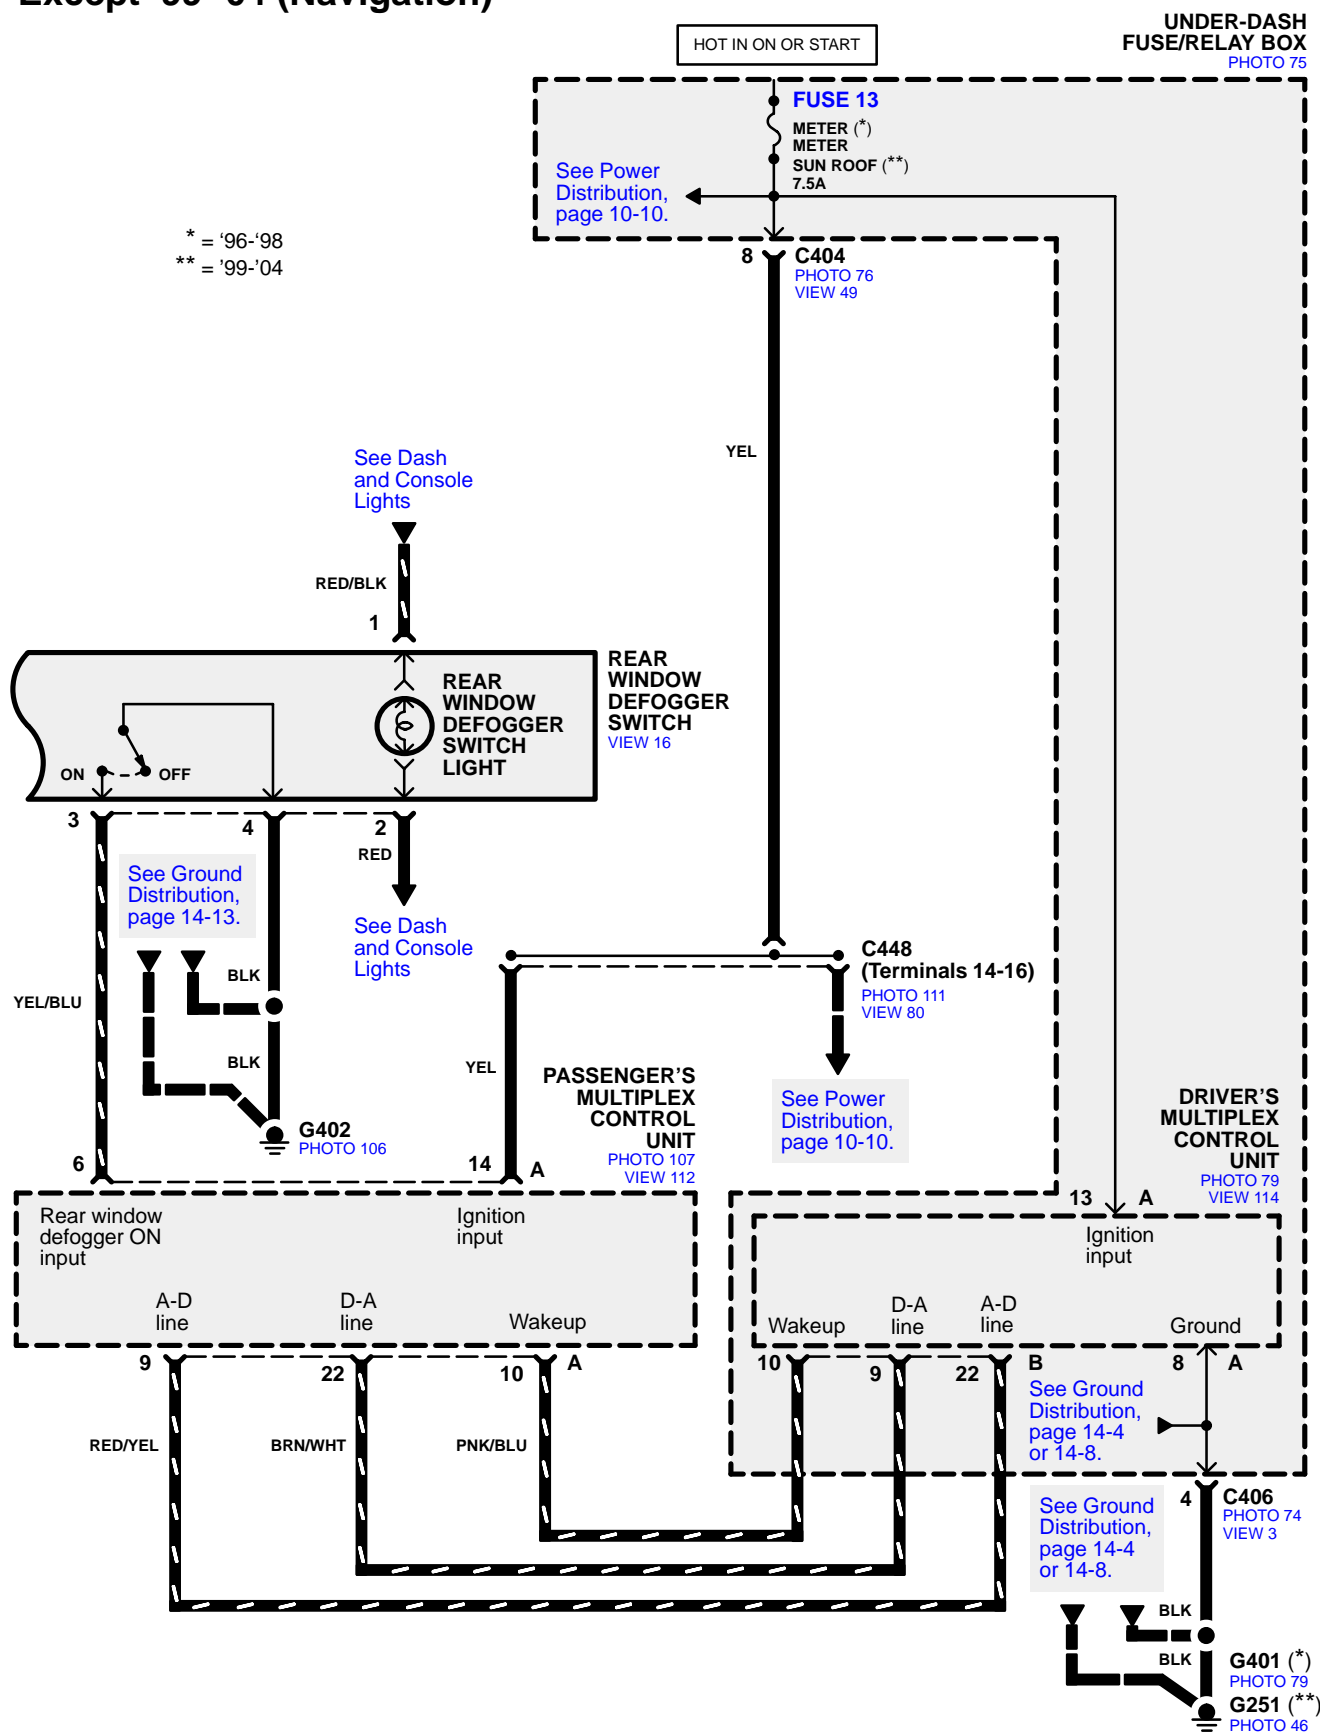 HOT IN ON OR START
UNDER-DASH
FUSE/RELAY BOX
PHOTO 75
FUSE 13
METER (*)
METER
SUN ROOF (**)
7.5A
See Power
Distribution,
page 10-10.
* = ‘96-‘98
** = ’99-’04
8
C404
PHOTO 76
VIEW 49
YEL
See Dash
and Console
Lights
RED/BLK
1
REAR
WINDOW
DEFOGGER
SWITCH
VIEW 16
REAR
WINDOW
DEFOGGER
SWITCH
LIGHT
ON
OFF
3
4
2
RED
See Ground
Distribution,
page 14-13.
See Dash
and Console
Lights
BLK
YEL/BLU
BLK
C448
(Terminals 14-16)
PHOTO 111
VIEW 80
YEL
See Power
Distribution,
page 10-10.
G402
PHOTO 106
PASSENGER’S
MULTIPLEX
CONTROL
UNIT
PHOTO 107
VIEW 112
DRIVER’S
MULTIPLEX
CONTROL
UNIT
PHOTO 79
VIEW 114
6
14
A
13
A
Rear window
defogger ON
input
Ignition
input
Ignition
input
A-D
line
D-A
line
Wakeup
Wakeup
D-A
line
A-D
line
Ground
9
22
10
A
10
9
22
B
8
A
See Ground
Distribution,
page 14-4
or 14-8.
RED/YEL
BRN/WHT
PNK/BLU
4
C406
PHOTO 74
VIEW 3
See Ground
Distribution,
page 14-4
or 14-8.
BLK
BLK
G401 (*)
PHOTO 79
G251 (**)
PHOTO 46